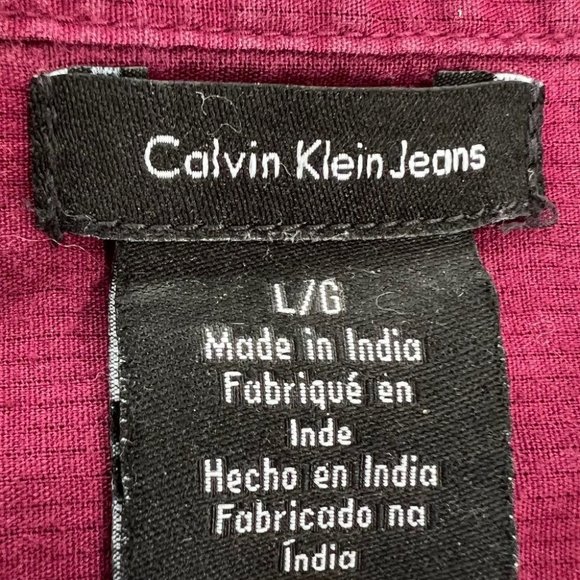 Calvin Klein Jeans
L/G
Made in India
Fabriqué en
Inde
Hecho en India
Fabricado na
Índia